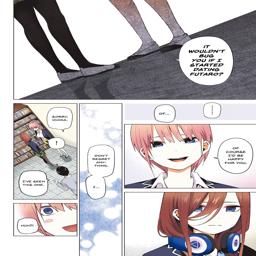 IT
WOULDN'T
BUG
YOU IF I
STARTED
DATING
FUTARO?
OF...
OF COURSE
I'D BE
HAPPY FOR
YOU.
DON'T
REGRET
ANY-
THING.
I...
!
I'VE SEEN
THIS ONE.
HUH?!